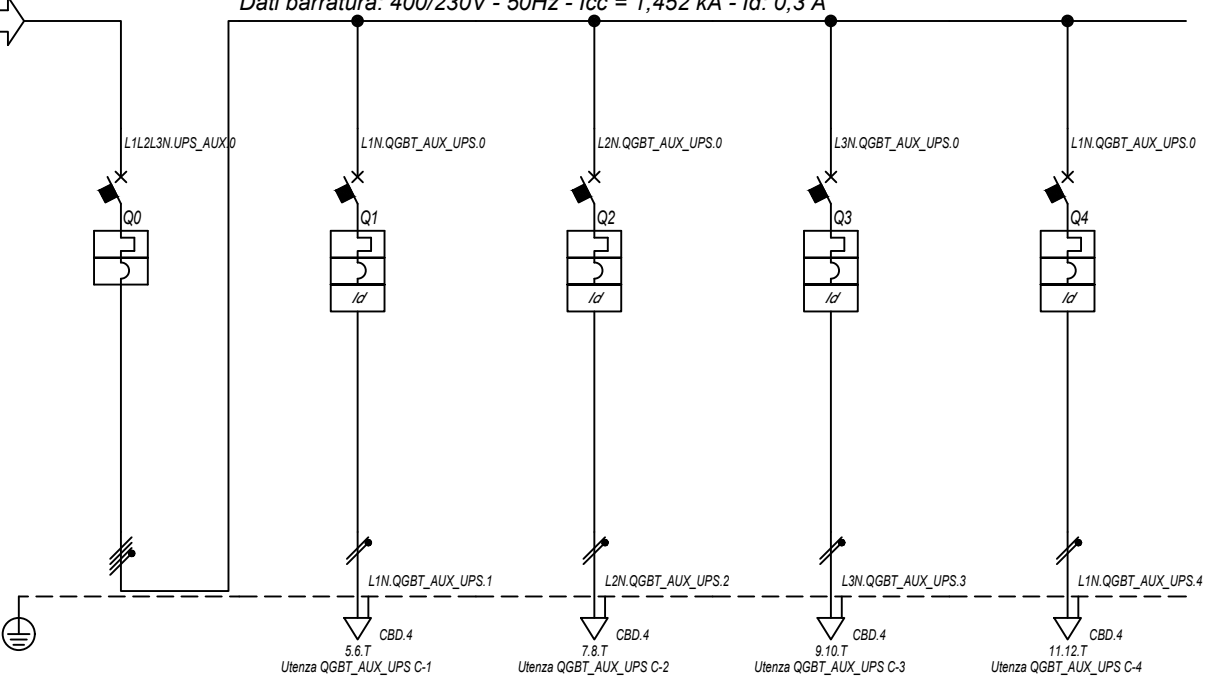 Dati barratura: 400/230V - 50Hz - Icc = 1,452 kA - Id: 0,3 A
L1L2L3N.UPS_AUX.0
L1N.QGBT_AUX_UPS.0
L2N.QGBT_AUX_UPS.0
L3N.QGBT_AUX_UPS.0
L1N.QGBT_AUX_UPS.0
Q0
Q1
Q2
Q3
Q4
Id
Id
Id
Id
L1N.QGBT_AUX_UPS.1
L2N.QGBT_AUX_UPS.2
L3N.QGBT_AUX_UPS.3
L1N.QGBT_AUX_UPS.4
CBD.4
CBD.4
CBD.4
CBD.4
5.6.T
7.8.T
9.10.T
11.12.T
Utenza QGBT_AUX_UPS C-1
Utenza QGBT_AUX_UPS C-2
Utenza QGBT_AUX_UPS C-3
Utenza QGBT_AUX_UPS C-4